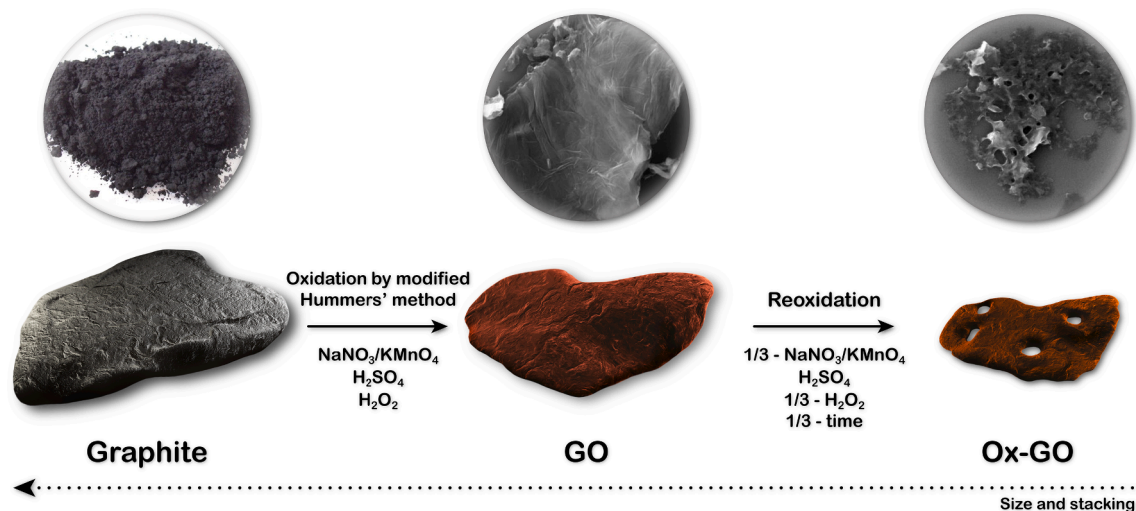 Oxidation by modified
Hummers' method
NaNO₃/KMnO₄
H₂SO₄
H₂O₂
Reoxidation
1/3 - NaNO₃/KMnO₄
H₂SO₄
1/3 - H₂O₂
1/3 - time
Graphite
GO
Ox-GO
Size and stacking